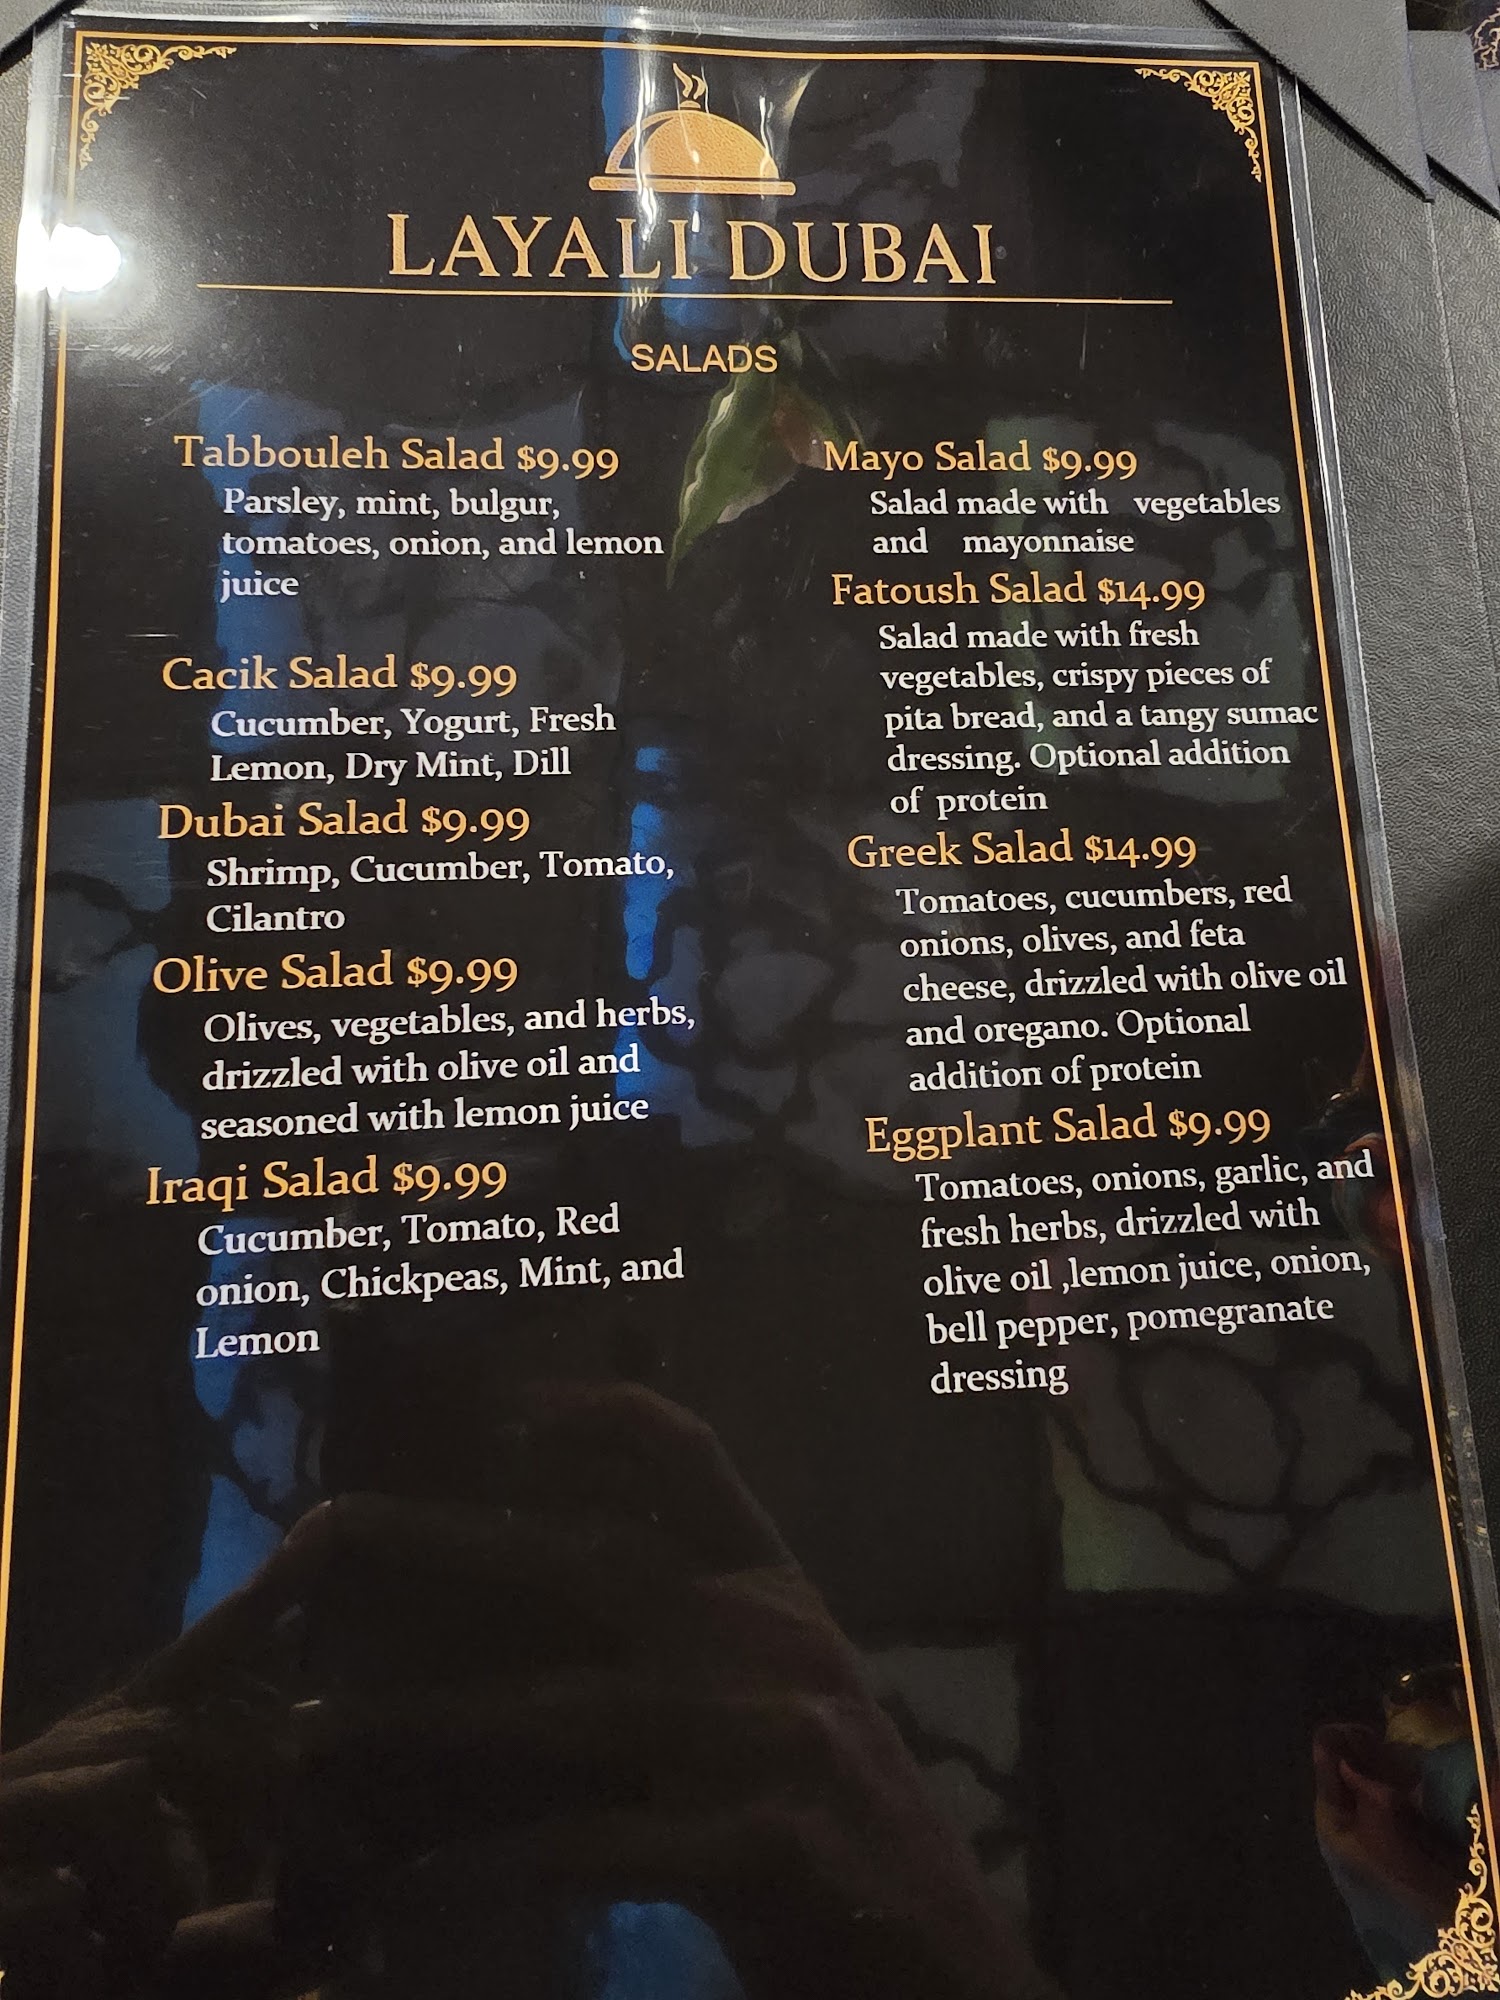 LAYALI DUBAI
SALADS
Tabbouleh Salad $9.99
Parsley, mint, bulgur,
tomatoes, onion, and lemon
juice
Cacik Salad $9.99
Cucumber, Yogurt, Fresh
Lemon, Dry Mint, Dill
Dubai Salad $9.99
Shrimp, Cucumber, Tomato,
Cilantro
Olive Salad $9.99
Olives, vegetables, and herbs,
drizzled with olive oil and
seasoned with lemon juice
Iraqi Salad $9.99
Cucumber, Tomato, Red
onion, Chickpeas, Mint, and
Lemon
Mayo Salad $9.99
Salad made with vegetables
and mayonnaise
Fatoush Salad $14.99
Salad made with fresh
vegetables, crispy pieces of
pita bread, and a tangy sumac
dressing. Optional addition
of protein
Greek Salad $14.99
Tomatoes, cucumbers, red
onions, olives, and feta
cheese, drizzled with olive oil
and oregano. Optional
addition of protein
Eggplant Salad $9.99
Tomatoes, onions, garlic, and
fresh herbs, drizzled with
olive oil ,lemon juice, onion,
bell pepper, pomegranate
dressing